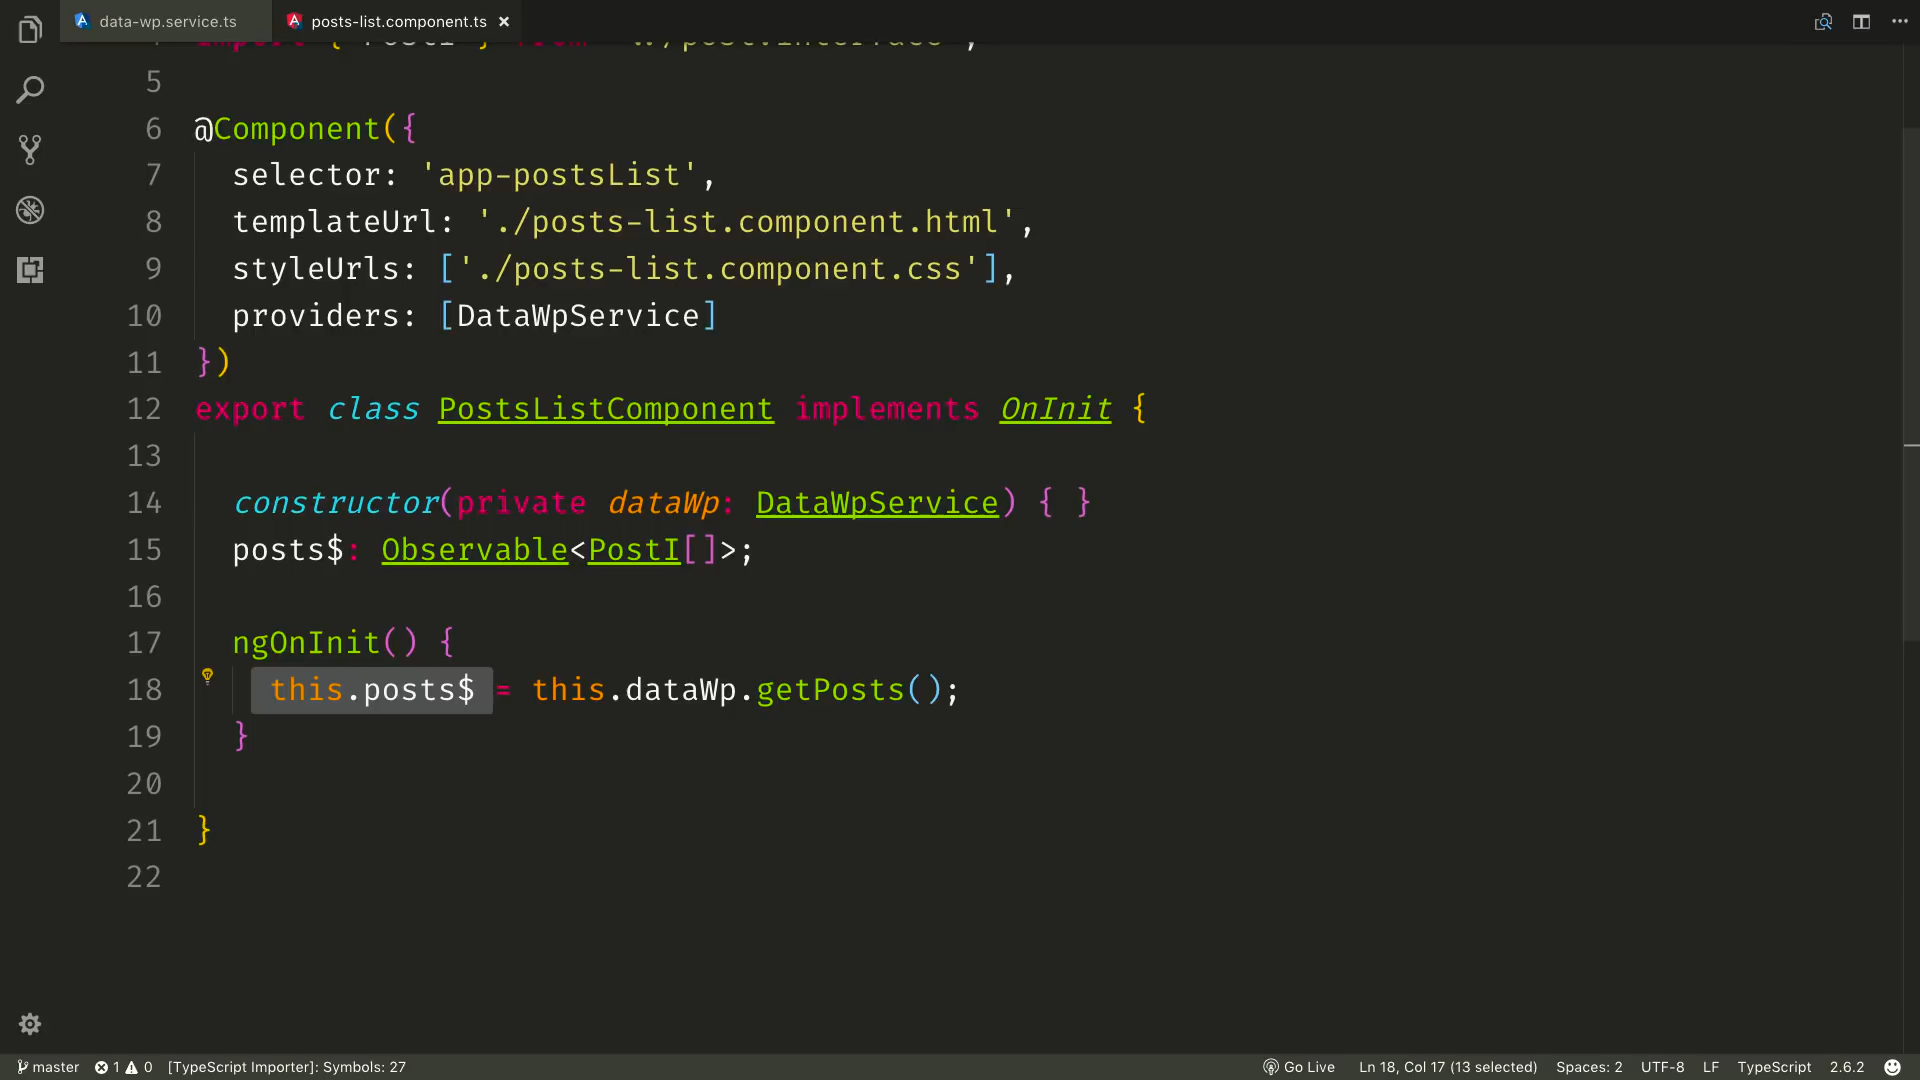 data-wp.service.ts
posts-list.component.ts
5
6 @Component({
7 selector: 'app-postsList',
8 templateUrl: './posts-list.component.html',
9 styleUrls: ['./posts-list.component.css'],
10 providers: [DataWpService]
11 })
12 export class PostsListComponent implements OnInit {
13
14 constructor(private dataWp: DataWpService) { }
15 posts$: Observable<PostI[]>;
16
17 ngOnInit() {
18 this.posts$ = this.dataWp.getPosts();
19 }
20
21 }
22
master 1 0 [TypeScript Importer]: Symbols: 27 Go Live Ln 18, Col 17 (13 selected) Spaces: 2 UTF-8 LF TypeScript 2.6.2